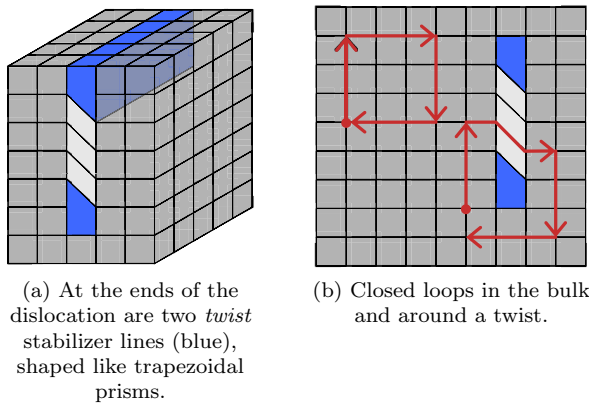 (a) At the ends of the
dislocation are two twist
stabilizer lines (blue),
shaped like trapezoidal
prisms.
(b) Closed loops in the bulk
and around a twist.